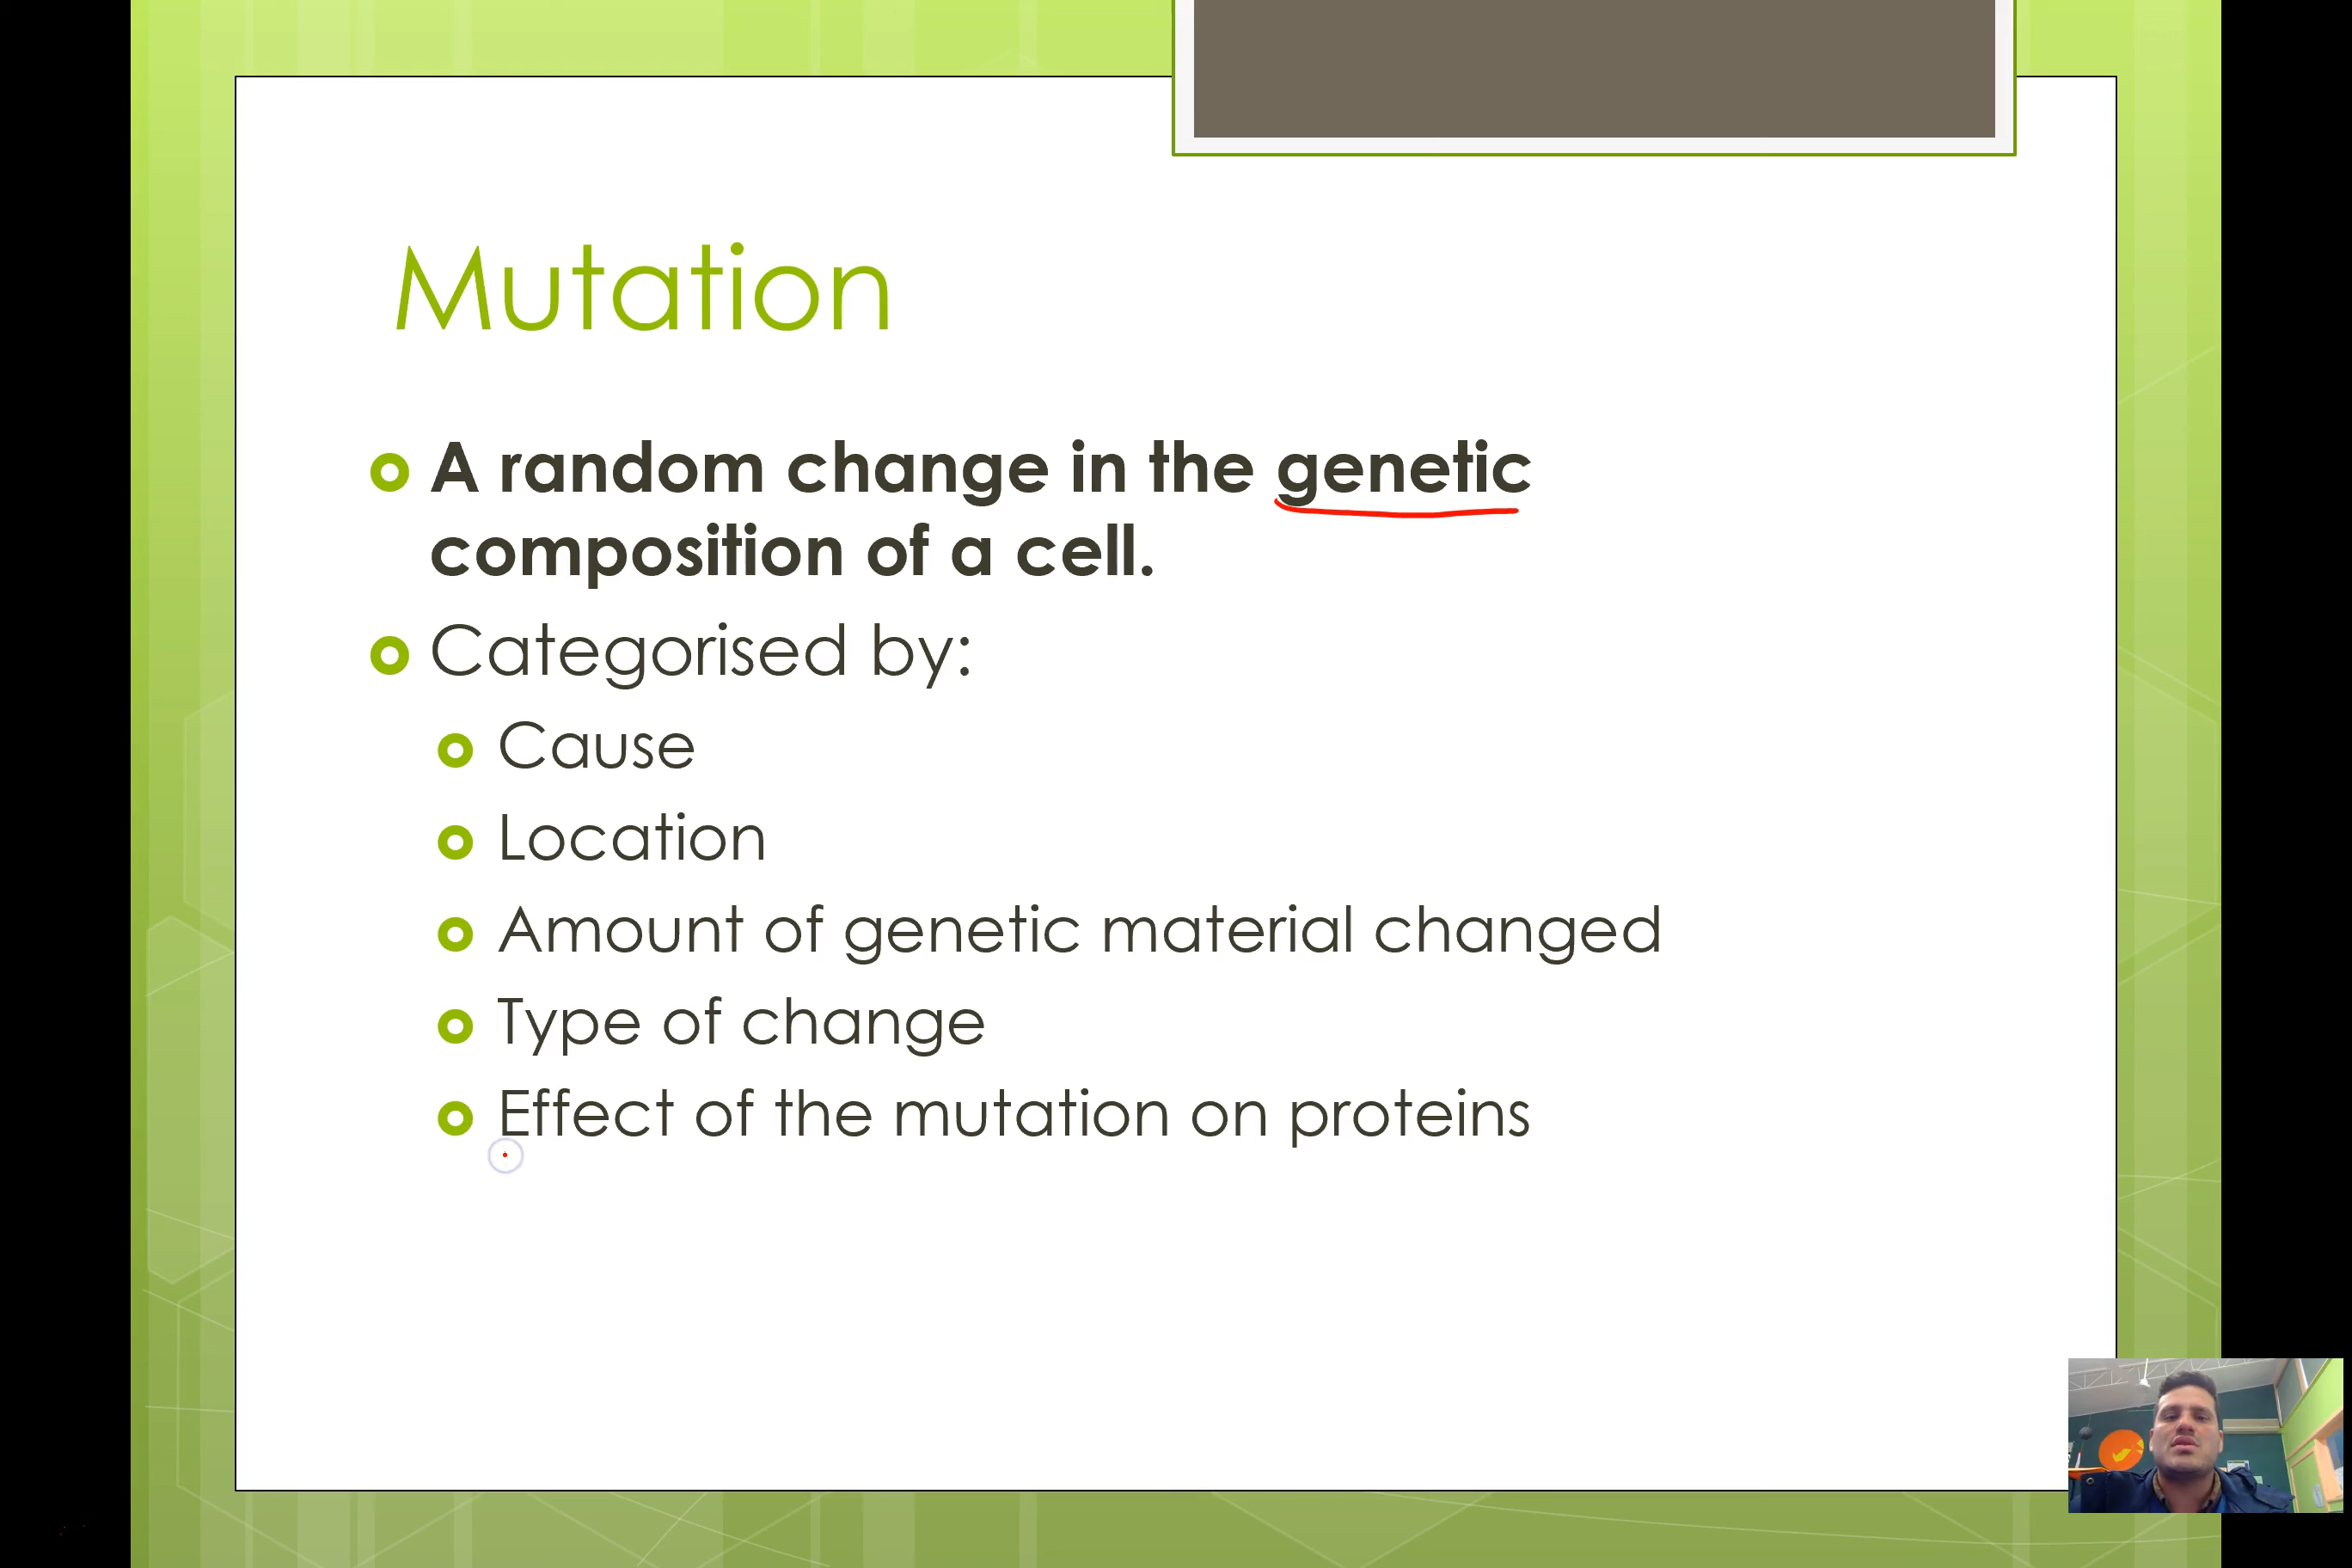 Mutation
A random change in the genetic
composition of a cell.
Categorised by:
Cause
Location
Amount of genetic material changed
Type of change
Effect of the mutation on proteins